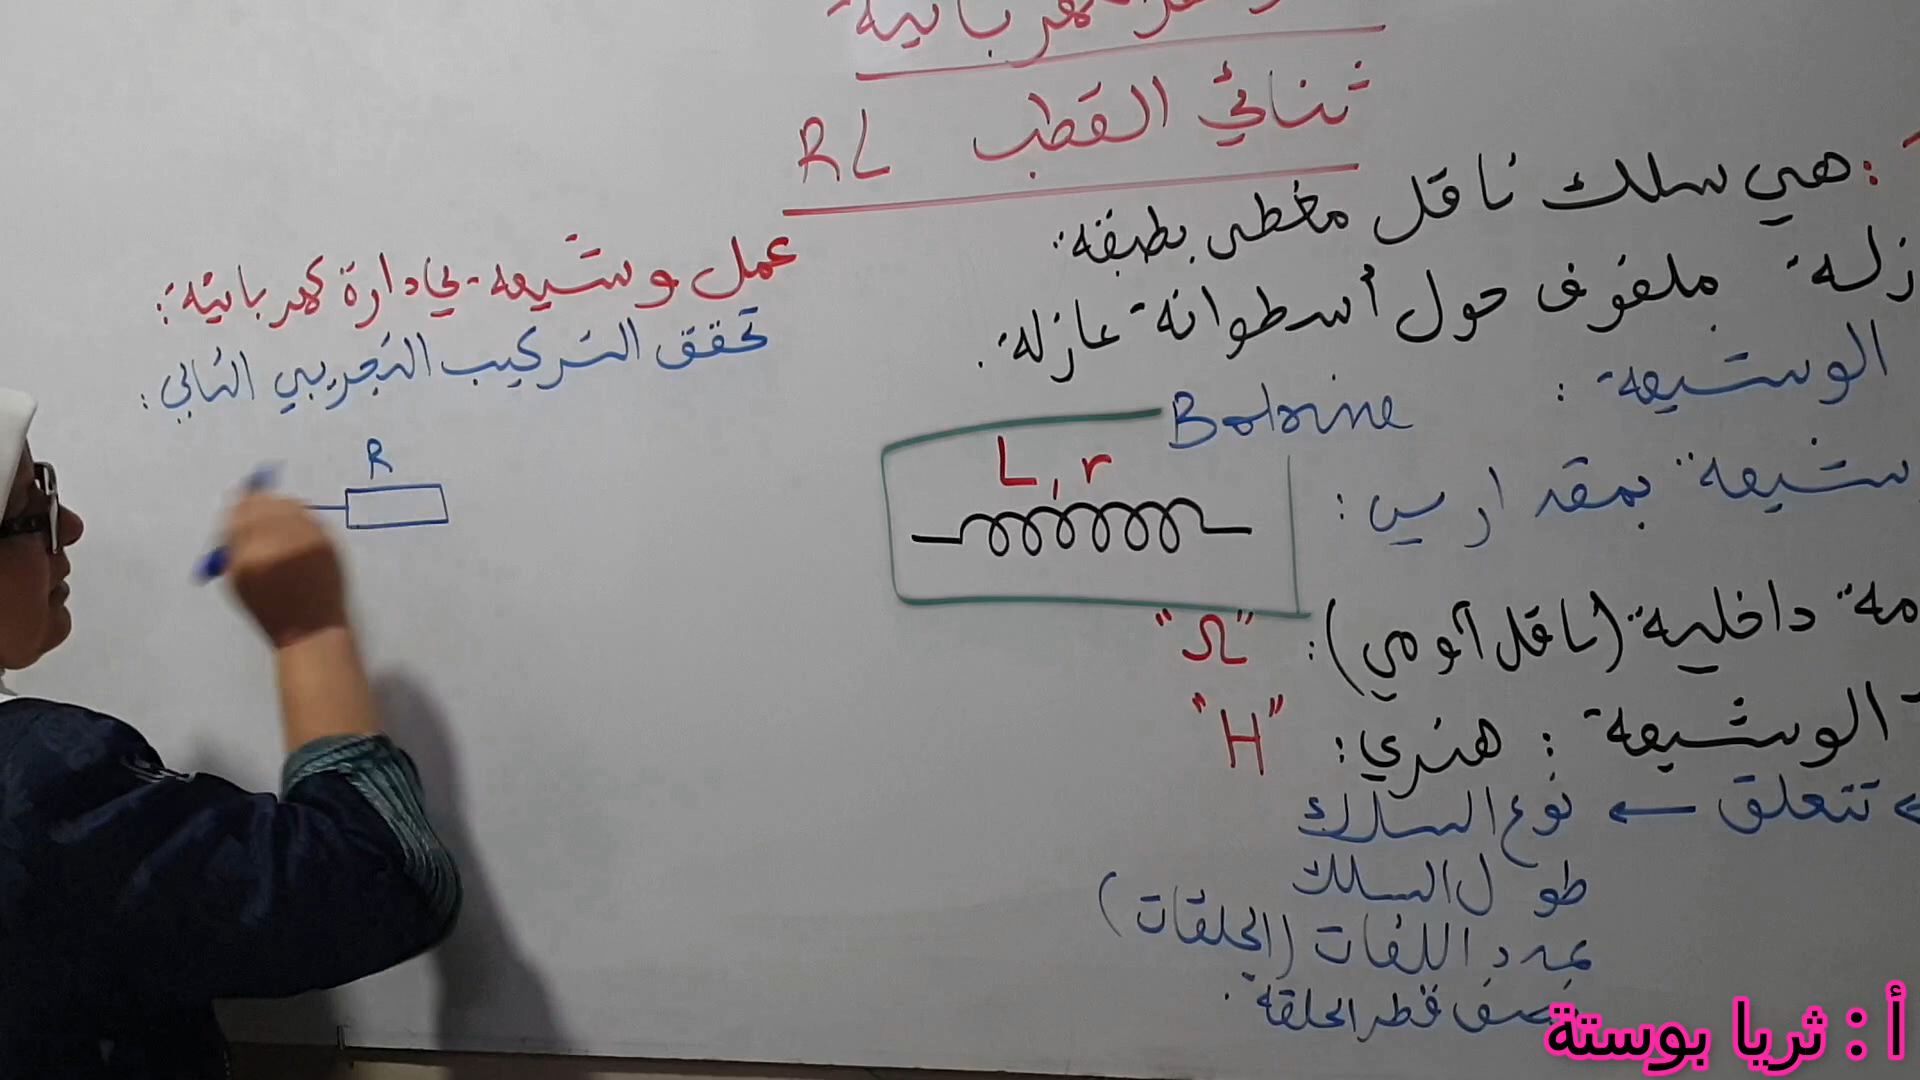 ثنائي القطب RL
: هي سلك ناقل مغطى بطبقة
ملفوف حول أسطوانة عازلة.
الوشيعة :
Bobine
L, r
بمقدارين :
داخلية (ناقل أومي): "Ω"
الوشيعة : هنري: "H"
تتعلق ← نوع السلك
طول السلك
عدد اللفات (الحلقات)
نصف قطر الحلقة.
عمل وشيعة في دارة كهربائية :
نحقق التركيب التجريبي التالي :
R
أ : ثريا بوستة